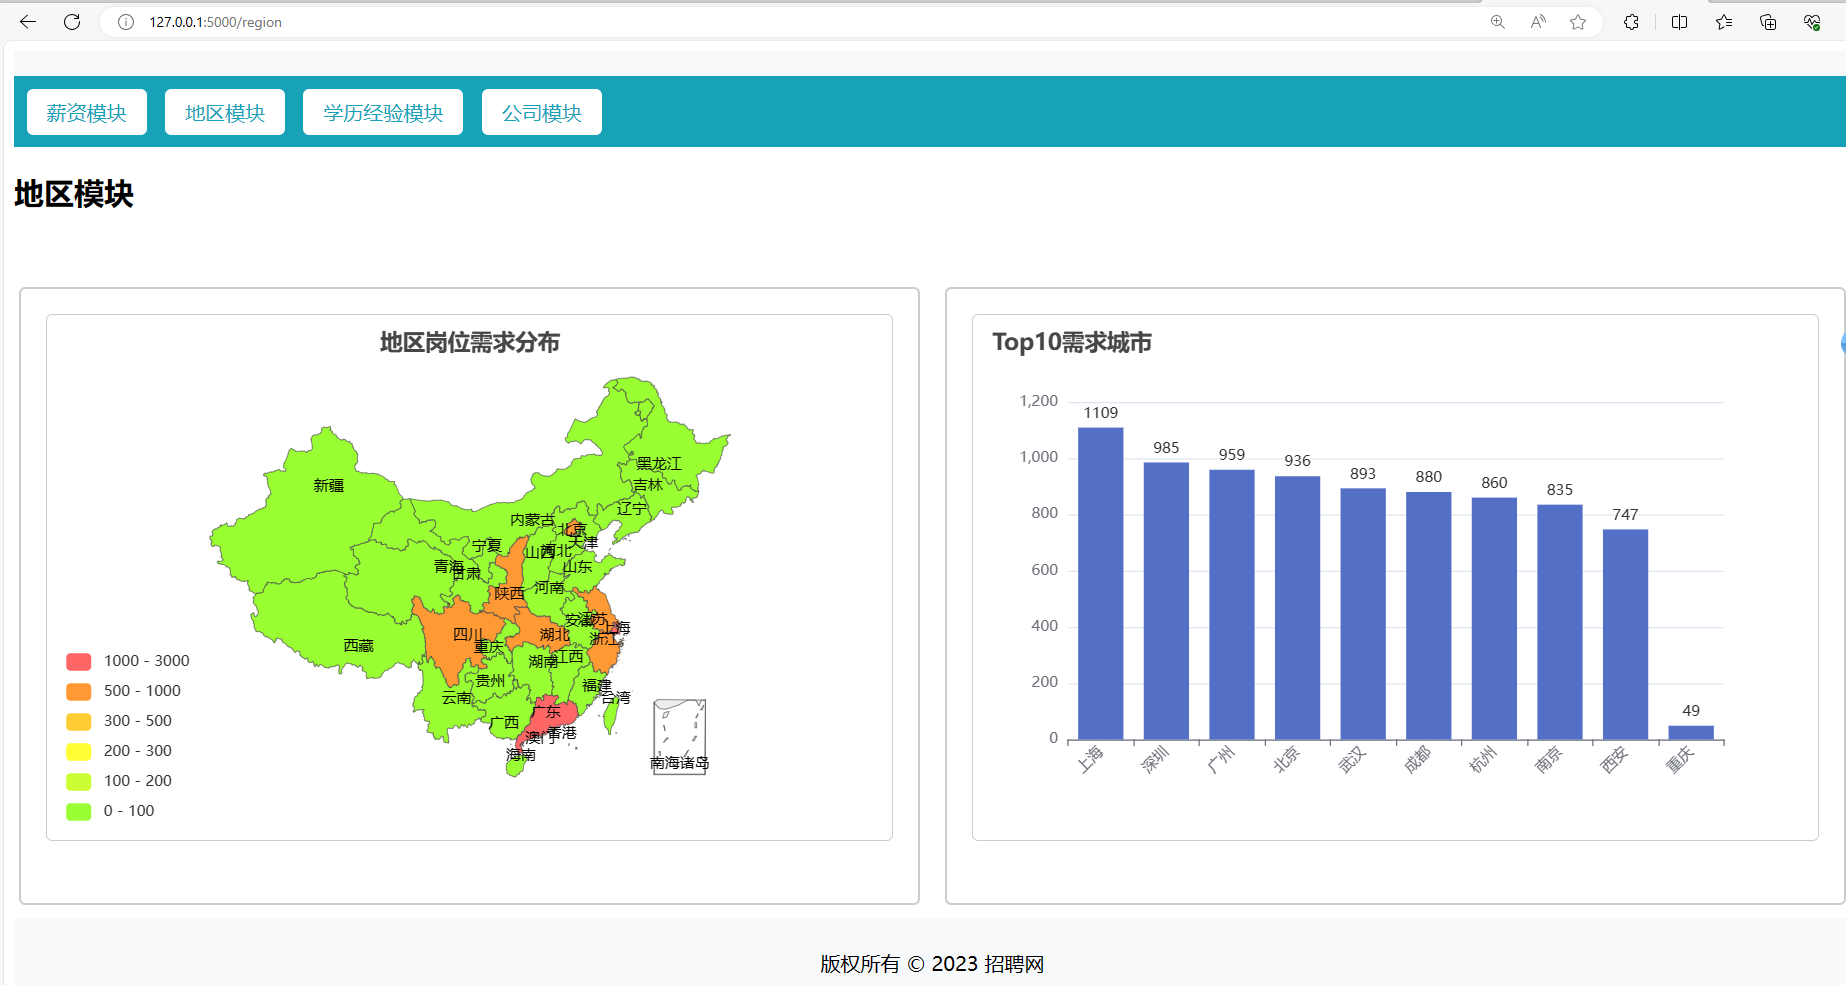 127.0.0.1:5000/region
薪资模块
地区模块
学历经验模块
公司模块
地区模块
地区岗位需求分布
黑龙江
新疆
吉林
辽宁
内蒙古
北京
天津
宁夏
山西
河北
青海
甘肃
山东
陕西
河南
安徽
江苏
上海
四川
湖北
浙江
西藏
重庆
湖南
江西
贵州
福建
云南
台湾
广东
广西
香港
澳门
海南
南海诸岛
1000 - 3000
500 - 1000
300 - 500
200 - 300
100 - 200
0 - 100
Top10需求城市
1,200
1,000
800
600
400
200
0
1109
985
959
936
893
880
860
835
747
49
上海
深圳
广州
北京
武汉
成都
杭州
南京
西安
重庆
版权所有 © 2023 招聘网